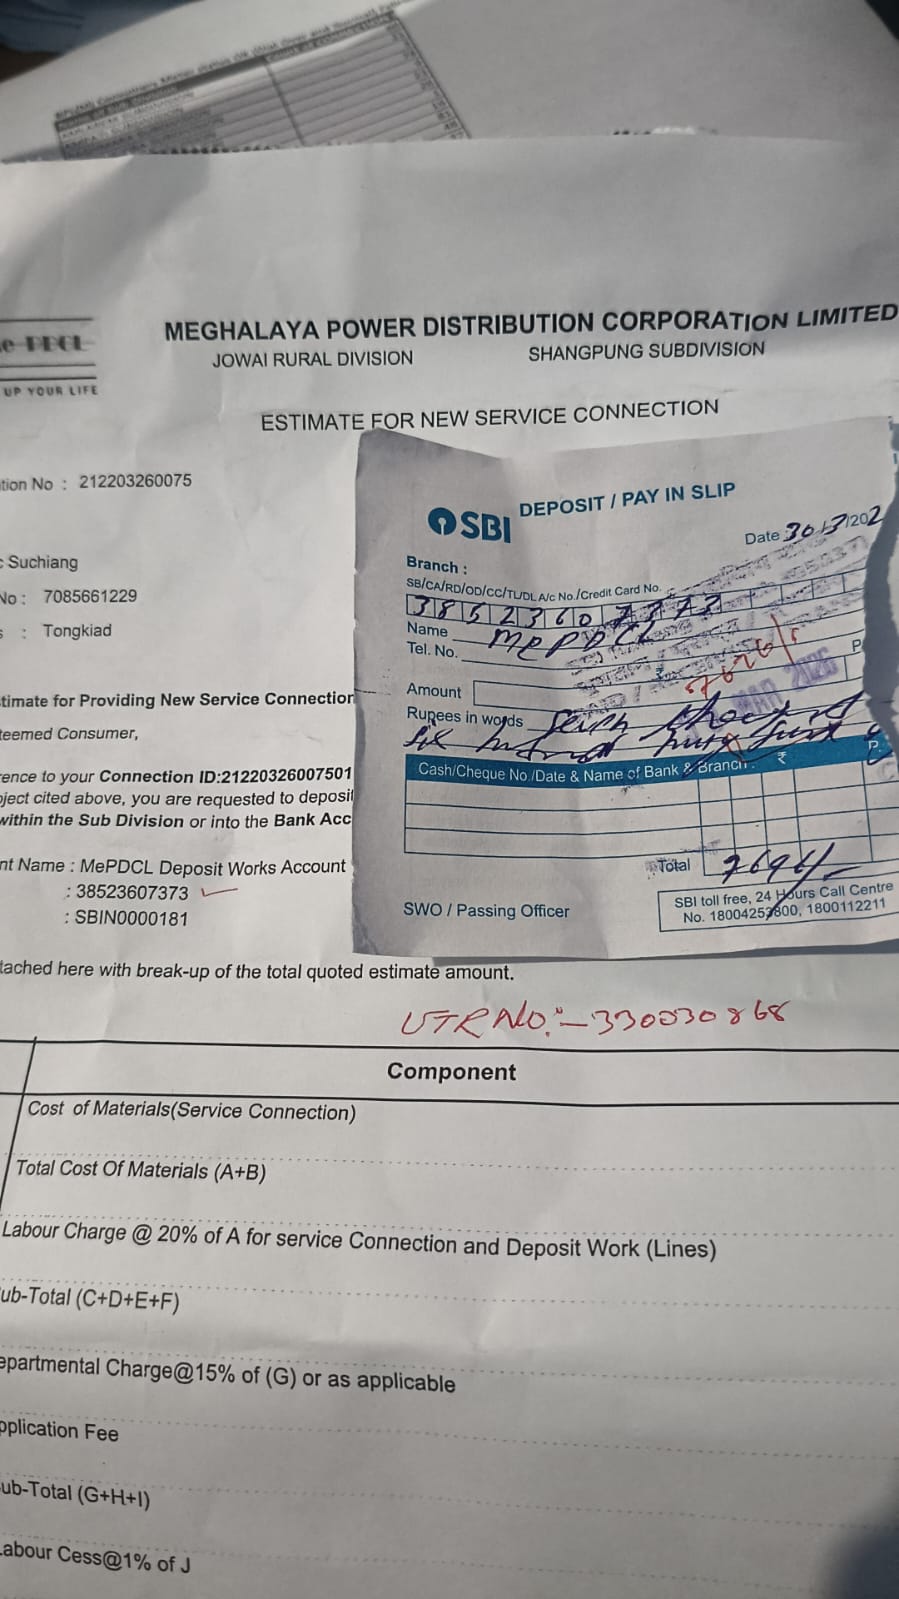 MEGHALAYA POWER DISTRIBUTION CORPORATION LIMITED
JOWAI RURAL DIVISION SHANGPUNG SUBDIVISION
UP YOUR LIFE
ESTIMATE FOR NEW SERVICE CONNECTION
tion No : 212203260075
Suchiang
No : 7085661229
s : Tongkiad
timate for Providing New Service Connection
teemed Consumer,
rence to your Connection ID:21220326007501
ject cited above, you are requested to deposit
within the Sub Division or into the Bank Acc
nt Name : MePDCL Deposit Works Account
: 38523607373
: SBIN0000181
SBI DEPOSIT / PAY IN SLIP
Date 30/3/202
Branch :
SB/CA/RD/OD/CC/TL/DL A/c No./Credit Card No.
38523607373
Name MePDCL
Tel. No.
Amount
Rupees in words
six
Cash/Cheque No./Date & Name of Bank & Branch ₹ P.
Total 7694/-
SWO / Passing Officer
SBI toll free, 24 Hours Call Centre
No. 18004253800, 1800112211
tached here with break-up of the total quoted estimate amount.
UTR No:- 330030868
Component
Cost of Materials(Service Connection)
Total Cost Of Materials (A+B)
Labour Charge @ 20% of A for service Connection and Deposit Work (Lines)
ub-Total (C+D+E+F)
epartmental Charge@15% of (G) or as applicable
pplication Fee
ub-Total (G+H+I)
Labour Cess@1% of J